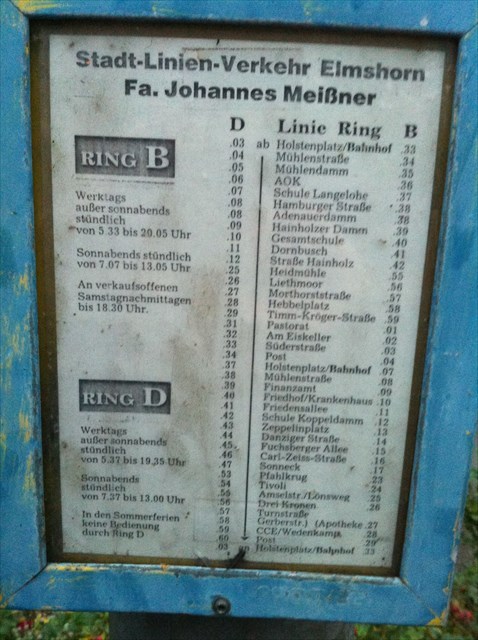 Stadt-Linien-Verkehr Elmshorn
Fa. Johannes Meißner
RING B
Werktags
außer sonnabends
stündlich
von 5.33 bis 20.05 Uhr
Sonnabends stündlich
von 7.07 bis 13.05 Uhr
An verkaufsoffenen
Samstagnachmittagen
bis 18.30 Uhr.
RING D
Werktags
außer sonnabends
stündlich
von 5.37 bis 19.35 Uhr
Sonnabends
stündlich
von 7.37 bis 13.00 Uhr
In den Sommerferien
keine Bedienung
durch Ring D
D Linie Ring B
.03 ab Holstenplatz/Bahnhof .33
.04 Mühlenstraße .34
.05 Mühlendamm .35
.06 AOK .36
.07 Schule Langelohe .37
.08 Hamburger Straße .38
.08 Adenauerdamm .38
.09 Hainholzer Damm .39
.10 Gesamtschule .40
.11 Dornbusch .41
.12 Straße Hainholz .42
.25 Heidmühle .55
.26 Liethmoor .56
.27 Morthorststraße .57
.28 Hebbelplatz .58
.29 Timm-Kröger-Straße .59
.31 Pastorat .01
.32 Am Eiskeller .02
.33 Süderstraße .03
.34 Post .04
.37 Holstenplatz/Bahnhof .07
.38 Mühlenstraße .08
.39 Finanzamt .09
.40 Friedhof/Krankenhaus .10
.41 Friedensallee .11
.42 Schule Koppeldamm .12
.43 Zeppelinplatz .13
.44 Danziger Straße .14
.45 Fuchsberger Allee .15
.46 Carl-Zeiss-Straße .16
.47 Sonneck .17
.53 Pfahlkrug .23
.54 Tivoli .24
.55 Amselstr./Lönsweg .25
.56 Drei Kronen .26
.57 Turnstraße
.58 Gerberstr.) (Apotheke .27
.59 CCE/Wedenkamp .28
.60 Post .29
.03 an Holstenplatz/Bahnhof .33